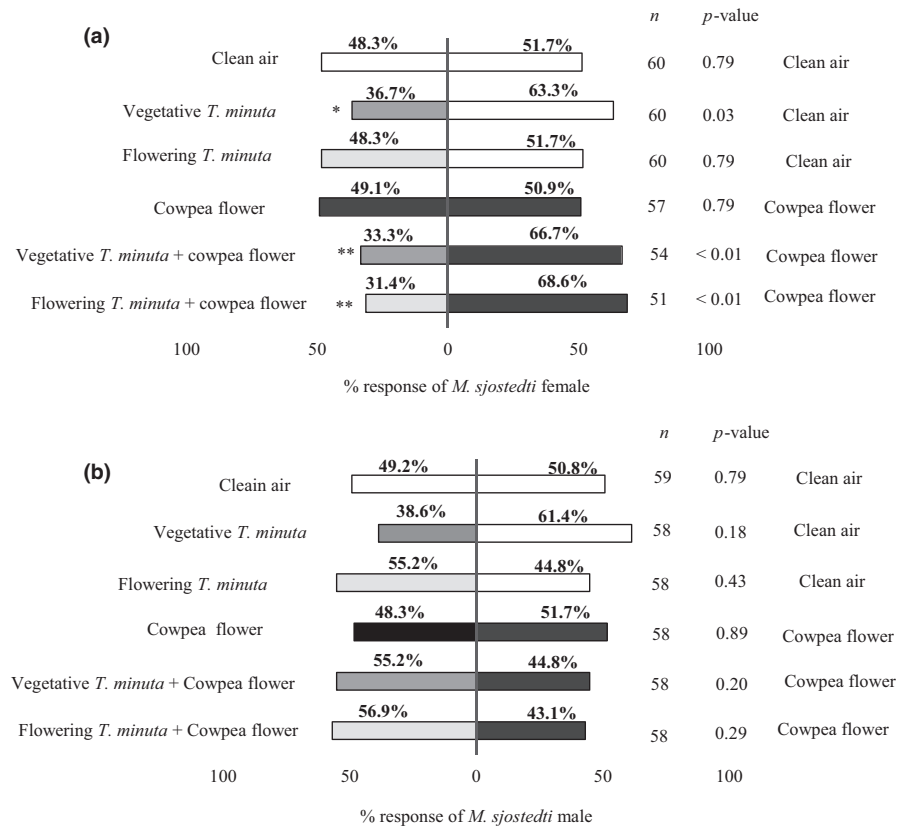 n p-value
(a)
Clean air 48.3% 51.7% 60 0.79 Clean air
Vegetative T. minuta * 36.7% 63.3% 60 0.03 Clean air
Flowering T. minuta 48.3% 51.7% 60 0.79 Clean air
Cowpea flower 49.1% 50.9% 57 0.79 Cowpea flower
Vegetative T. minuta + cowpea flower ** 33.3% 66.7% 54 < 0.01 Cowpea flower
Flowering T. minuta + cowpea flower ** 31.4% 68.6% 51 < 0.01 Cowpea flower
100 50 0 50 100
% response of M. sjostedti female
n p-value
(b)
Cleain air 49.2% 50.8% 59 0.79 Clean air
Vegetative T. minuta 38.6% 61.4% 58 0.18 Clean air
Flowering T. minuta 55.2% 44.8% 58 0.43 Clean air
Cowpea flower 48.3% 51.7% 58 0.89 Cowpea flower
Vegetative T. minuta + Cowpea flower 55.2% 44.8% 58 0.20 Cowpea flower
Flowering T. minuta + Cowpea flower 56.9% 43.1% 58 0.29 Cowpea flower
100 50 0 50 100
% response of M. sjostedti male